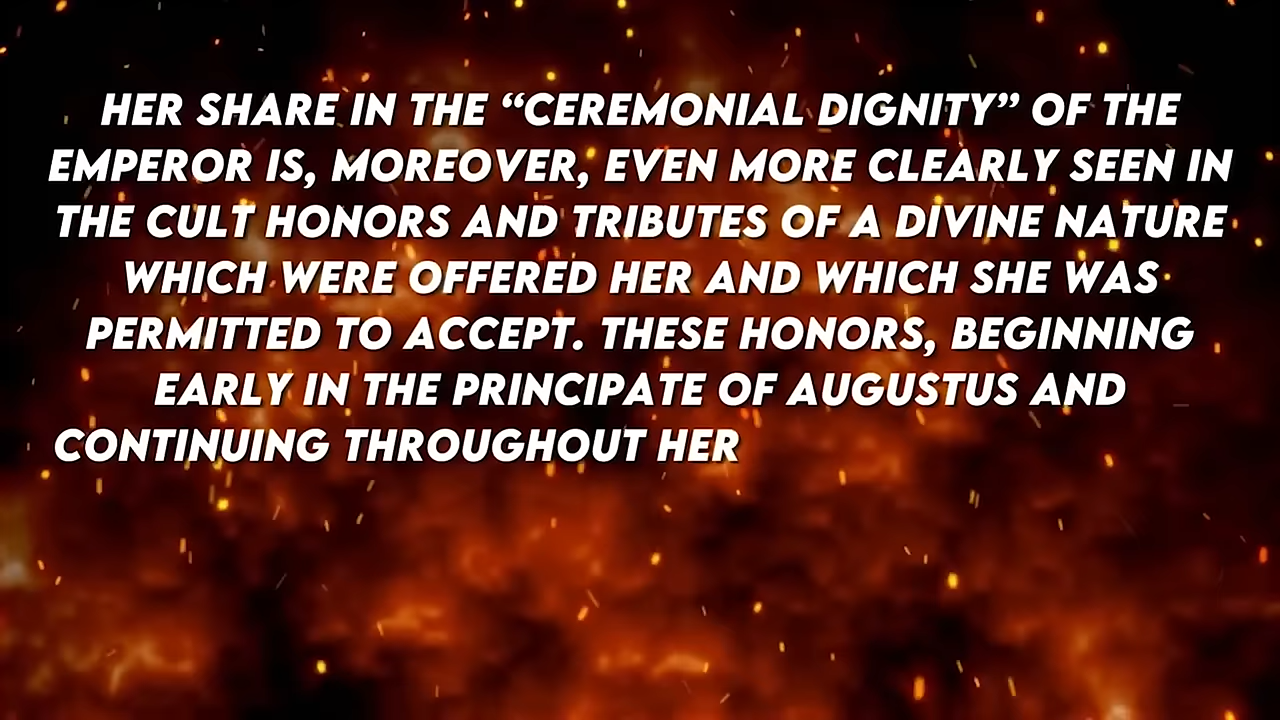 HER SHARE IN THE “CEREMONIAL DIGNITY” OF THE
EMPEROR IS, MOREOVER, EVEN MORE CLEARLY SEEN IN
THE CULT HONORS AND TRIBUTES OF A DIVINE NATURE
WHICH WERE OFFERED HER AND WHICH SHE WAS
PERMITTED TO ACCEPT. THESE HONORS, BEGINNING
EARLY IN THE PRINCIPATE OF AUGUSTUS AND
CONTINUING THROUGHOUT HER